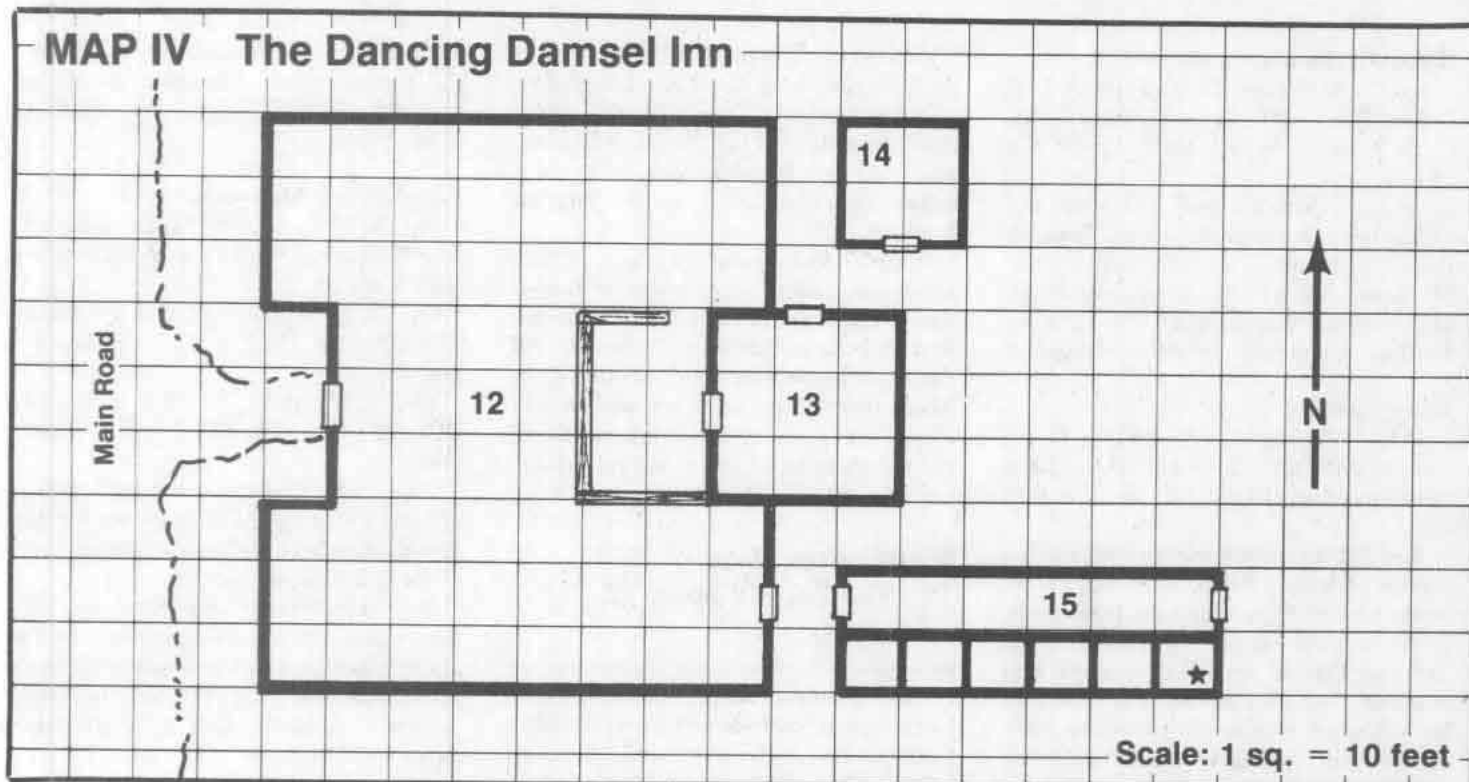 MAP IV The Dancing Damsel Inn
14
Main Road
12
13
N
15
Scale: 1 sq. = 10 feet